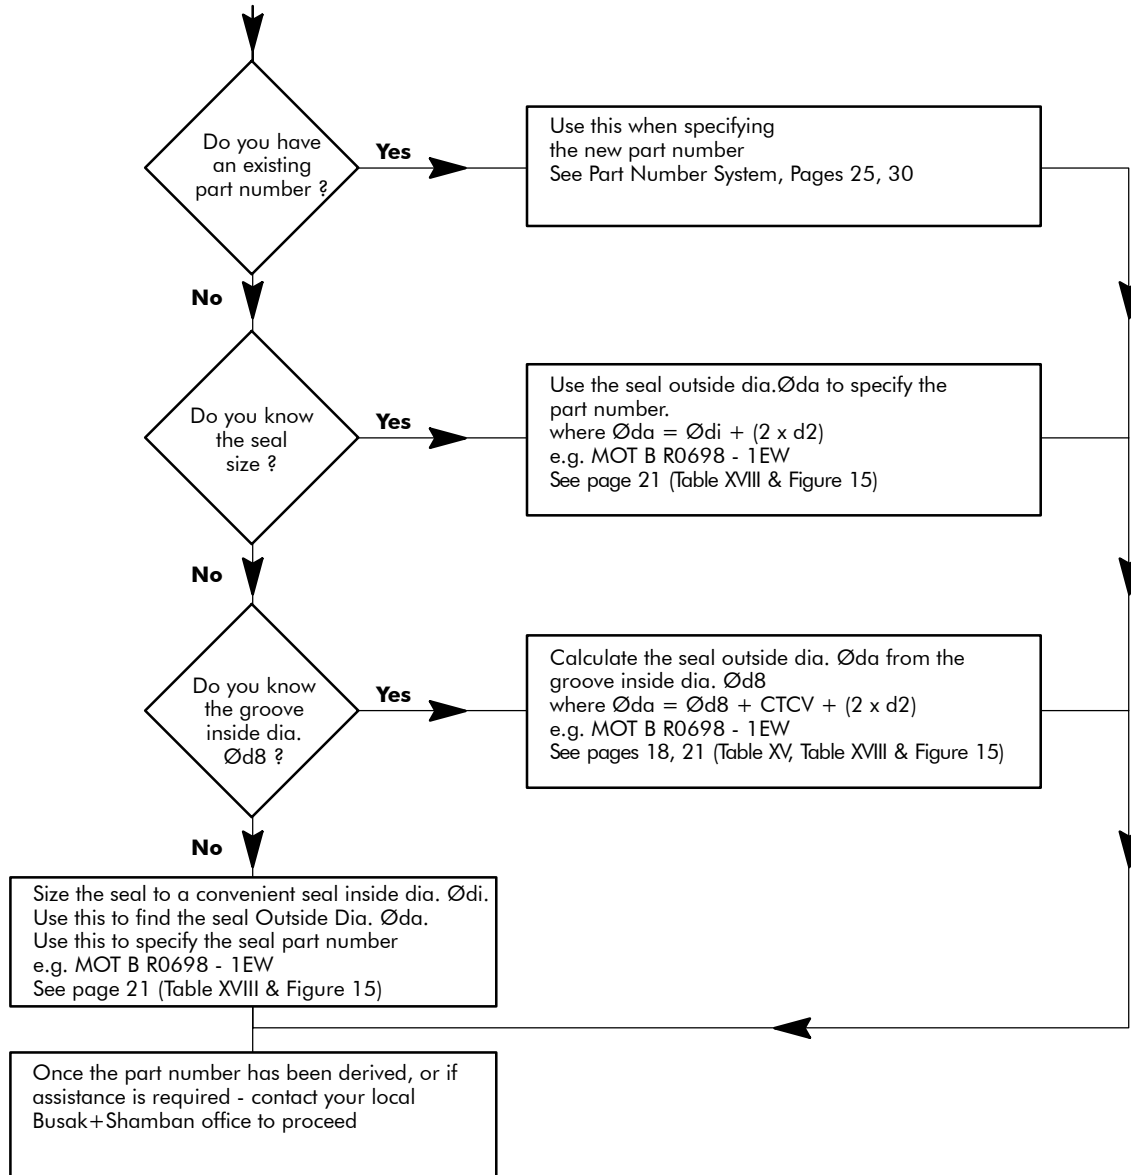 Do you have
an existing
part number ?
Yes
Use this when specifying
the new part number
See Part Number System, Pages 25, 30
No
Do you know
the seal
size ?
Yes
Use the seal outside dia.Øda to specify the
part number.
where Øda = Ødi + (2 x d2)
e.g. MOT B R0698 - 1EW
See page 21 (Table XVIII & Figure 15)
No
Do you know
the groove
inside dia.
Ød8 ?
Yes
Calculate the seal outside dia. Øda from the
groove inside dia. Ød8
where Øda = Ød8 + CTCV + (2 x d2)
e.g. MOT B R0698 - 1EW
See pages 18, 21 (Table XV, Table XVIII & Figure 15)
No
Size the seal to a convenient seal inside dia. Ødi.
Use this to find the seal Outside Dia. Øda.
Use this to specify the seal part number
e.g. MOT B R0698 - 1EW
See page 21 (Table XVIII & Figure 15)
Once the part number has been derived, or if
assistance is required - contact your local
Busak+Shamban office to proceed